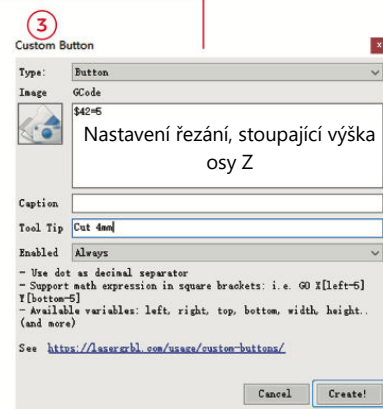 3
Custom Button
x
Type:
Button
Image
GCode
$42=5
Nastavení řezání, stoupající výška
osy Z
Caption
Tool Tip
Cut 4mm
Enabled
Always
- Use dot as decimal separator
- Support math expression in square brackets: i.e. G0 X[left-5]
Y[bottom-5]
- Available variables: left, right, top, bottom, width, height..
(and more)
See https://lasergrbl.com/usage/custom-buttons/
Cancel
Create!